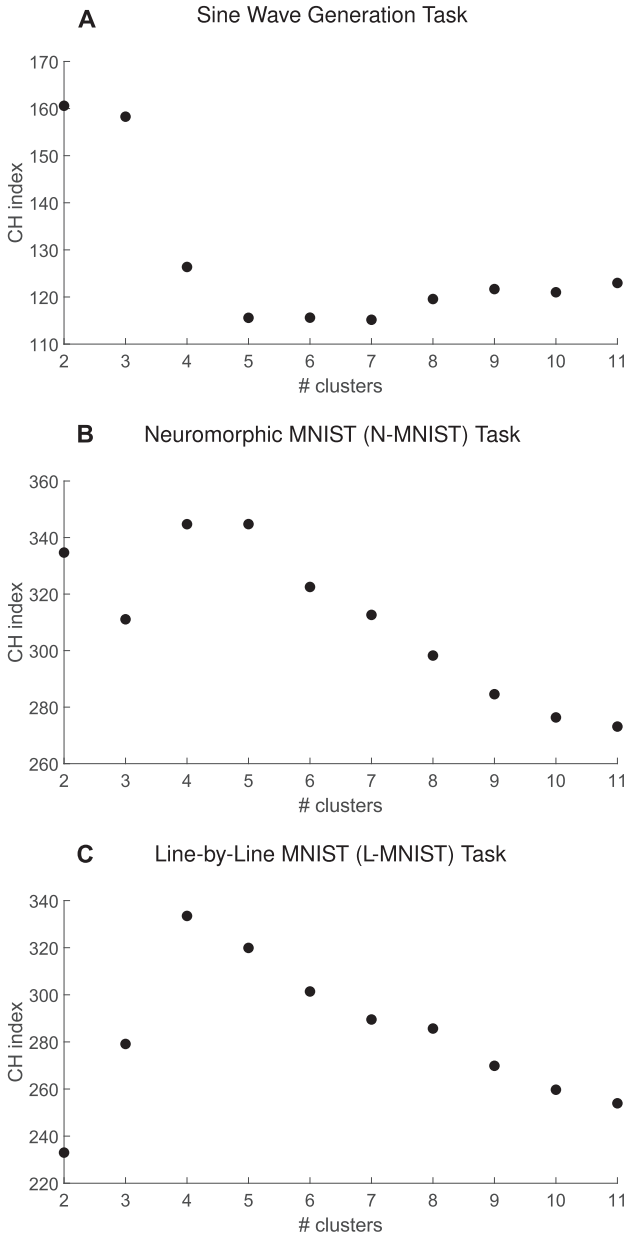 A Sine Wave Generation Task
170
160
150
140
130
120
110
CH index
2 3 4 5 6 7 8 9 10 11
# clusters
B Neuromorphic MNIST (N-MNIST) Task
360
340
320
300
280
260
CH index
2 3 4 5 6 7 8 9 10 11
# clusters
C Line-by-Line MNIST (L-MNIST) Task
340
320
300
280
260
240
220
CH index
2 3 4 5 6 7 8 9 10 11
# clusters